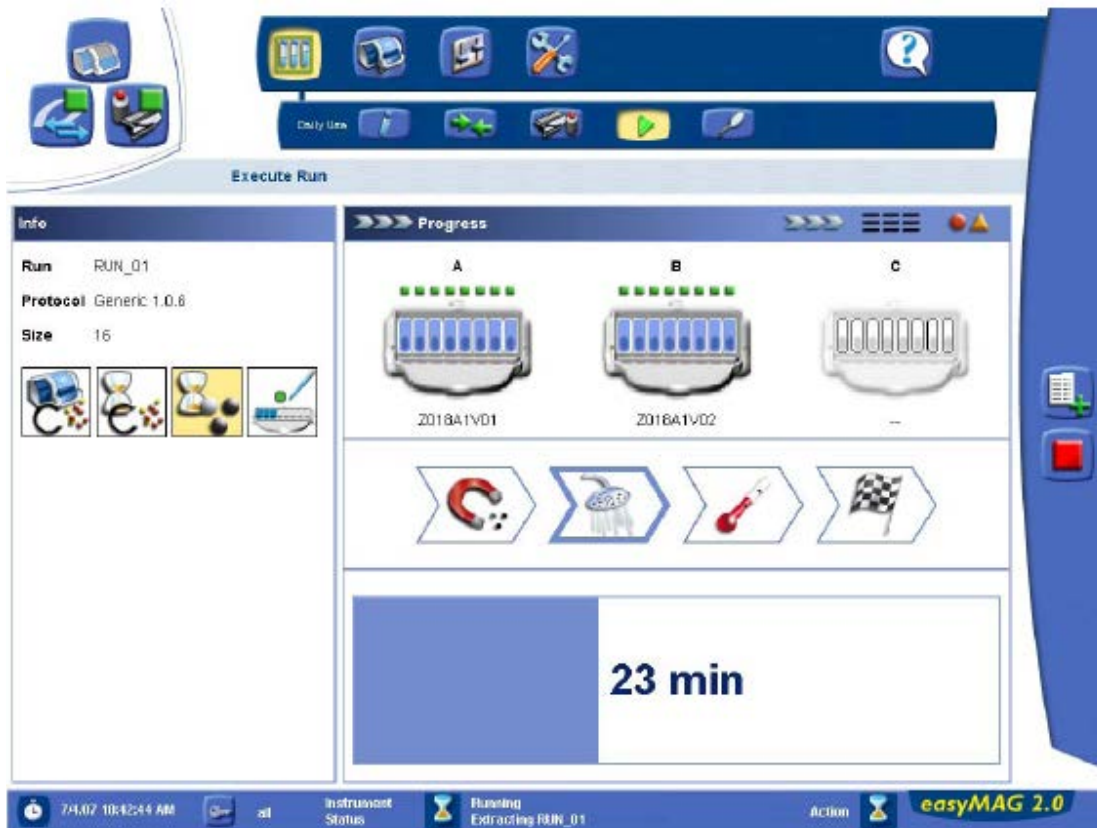 Daily Use
Execute Run
Info
Run RUN_01
Protocol Generic 1.0.6
Size 16
Progress
A B C
Z018A1V01 Z018A1V02 --
23 min
7/4.07 10:42:44 AM
all
Instrument Status
Running
Extracting RUN_01
Action
easyMAG 2.0